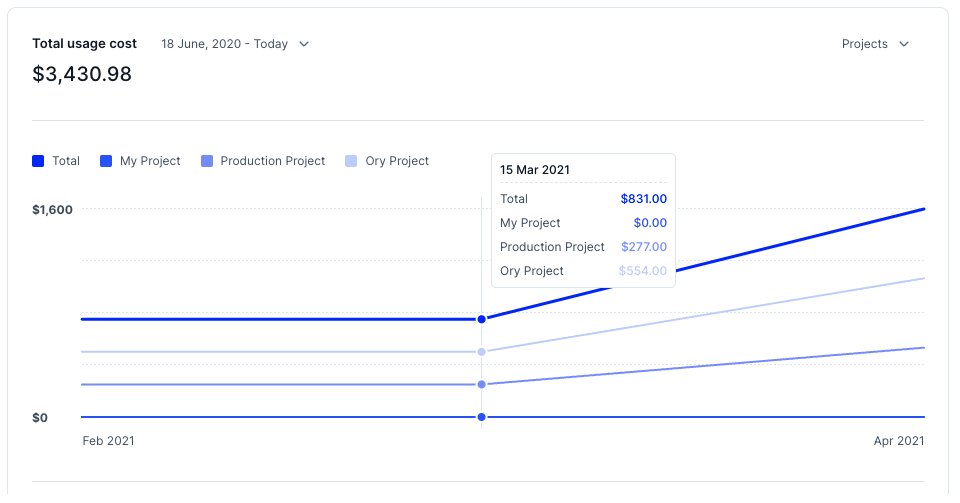 Total usage cost 18 June, 2020 - Today Projects
$3,430.98
Total My Project Production Project Ory Project
15 Mar 2021
Total $831.00
My Project $0.00
Production Project $277.00
Ory Project $554.00
$1,600
$0
Feb 2021 Apr 2021